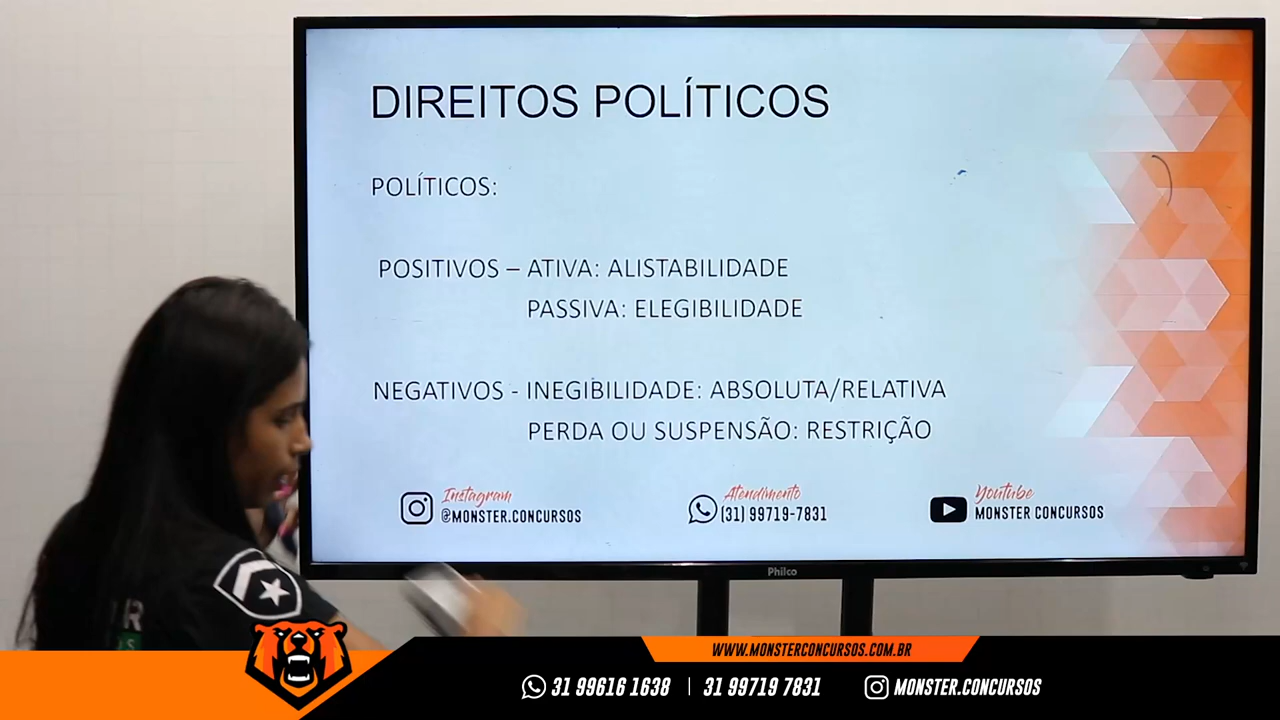 DIREITOS POLÍTICOS
POLÍTICOS:
POSITIVOS – ATIVA: ALISTABILIDADE
PASSIVA: ELEGIBILIDADE
NEGATIVOS - INEGIBILIDADE: ABSOLUTA/RELATIVA
PERDA OU SUSPENSÃO: RESTRIÇÃO
Instagram
@MONSTER.CONCURSOS
Atendimento
(31) 99719-7831
Youtube
MONSTER CONCURSOS
Philco
WWW.MONSTERCONCURSOS.COM.BR
31 99616 1638 | 31 99719 7831
MONSTER.CONCURSOS